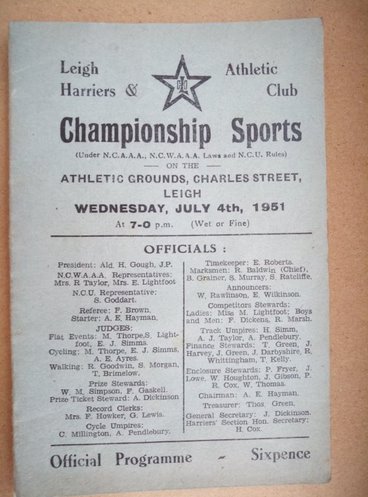 Leigh Athletic
Harriers & Club
Championship Sports
(Under N.C.A.A.A., N.C.W.A.A.A. Laws and N.C.U. Rules)
ON THE
ATHLETIC GROUNDS, CHARLES STREET,
LEIGH
WEDNESDAY, JULY 4th, 1951
At 7-0 p.m. (Wet or Fine)
OFFICIALS :
President: Ald. H. Gough, J.P.
N.C.W.A.A.A. Representatives:
Mrs. R Taylor, Mrs. E. Lightfoot
N.C.U. Representative:
S. Goddart.
Referee: F. Brown.
Starter: A. E. Hayman.
JUDGES:
Flat Events: M. Thorpe, S. Light-
foot, E. J. Simms.
Cycling; M. Thorpe, E. J. Simms,
A. E. Ayres.
Walking: R. Goodwin, S. Morgan,
T. Brimelow.
Prize Stewards:
W. M. Simpson, F. Gaskell.
Prize Ticket Steward: A. Dickinson
Record Clerks:
Mrs. F. Howker, G. Lewis.
Cycle Umpires;
C. Millington, A. Pendlebury.
Timekeeper: E. Roberts.
Marksmen: R. Baldwin (Chief),
B. Grainer, S. Murray, S. Ratcliffe.
Announcers:
W. Rawlinson, E. Wilkinson.
Competitors Stewards:
Ladies; Miss M. Lightfoot; Boys
and Men: F. Dickens, R. Marsh.
Track Umpires: H. Simm,
A. J. Taylor, A. Pendlebury.
Finance Stewards: T. Green, J.
Harvey, J. Green, J. Darbyshire, R.
Whittingham, T. Kelly.
Enclosure Stewards: P. Fryer, J.
Lowe, W. Houghton, J. Gibson, P.
R. Cox, W. Thomas.
Chairman: A. E. Hayman.
Treasurer: Thos. Green,
General Secretary: J. Dickinson.
Harriers' Section Hon. Secretary:
H. Cox.
Official Programme - Sixpence